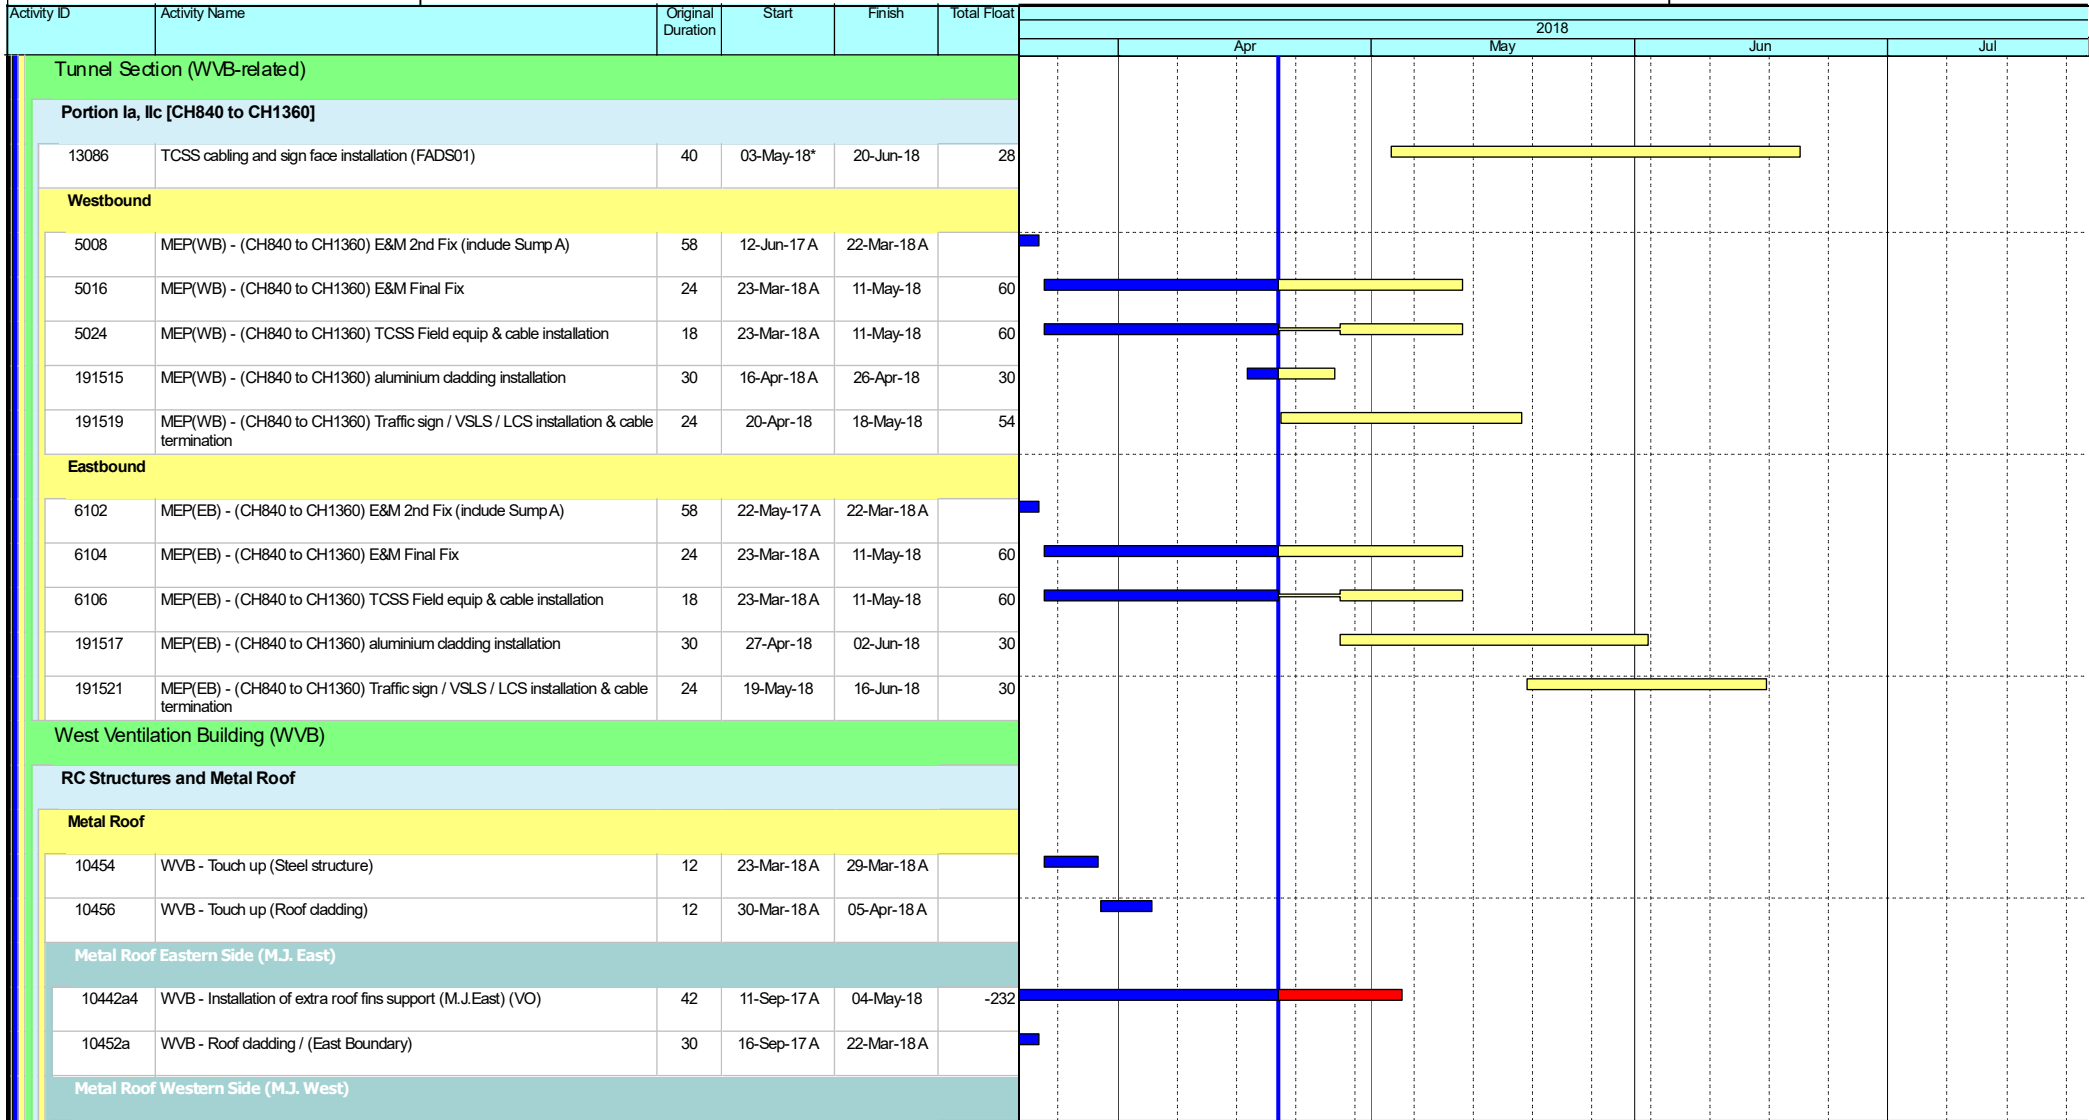 Activity ID Activity Name Original Duration Start Finish Total Float
2018
Apr May Jun Jul
Tunnel Section (WVB-related)
Portion Ia, IIc [CH840 to CH1360]
13086 TCSS cabling and sign face installation (FADS01) 40 03-May-18* 20-Jun-18 28
Westbound
5008 MEP(WB) - (CH840 to CH1360) E&M 2nd Fix (include Sump A) 58 12-Jun-17 A 22-Mar-18 A
5016 MEP(WB) - (CH840 to CH1360) E&M Final Fix 24 23-Mar-18 A 11-May-18 60
5024 MEP(WB) - (CH840 to CH1360) TCSS Field equip & cable installation 18 23-Mar-18 A 11-May-18 60
191515 MEP(WB) - (CH840 to CH1360) aluminium cladding installation 30 16-Apr-18 A 26-Apr-18 30
191519 MEP(WB) - (CH840 to CH1360) Traffic sign / VSLS / LCS installation & cable 24 20-Apr-18 18-May-18 54
termination
Eastbound
6102 MEP(EB) - (CH840 to CH1360) E&M 2nd Fix (include Sump A) 58 22-May-17 A 22-Mar-18 A
6104 MEP(EB) - (CH840 to CH1360) E&M Final Fix 24 23-Mar-18 A 11-May-18 60
6106 MEP(EB) - (CH840 to CH1360) TCSS Field equip & cable installation 18 23-Mar-18 A 11-May-18 60
191517 MEP(EB) - (CH840 to CH1360) aluminium cladding installation 30 27-Apr-18 02-Jun-18 30
191521 MEP(EB) - (CH840 to CH1360) Traffic sign / VSLS / LCS installation & cable 24 19-May-18 16-Jun-18 30
termination
West Ventilation Building (WVB)
RC Structures and Metal Roof
Metal Roof
10454 WVB - Touch up (Steel structure) 12 23-Mar-18 A 29-Mar-18 A
10456 WVB - Touch up (Roof cladding) 12 30-Mar-18 A 05-Apr-18 A
Metal Roof Eastern Side (M.J. East)
10442a4 WVB - Installation of extra roof fins support (M.J.East) (VO) 42 11-Sep-17 A 04-May-18 -232
10452a WVB - Roof cladding / (East Boundary) 30 16-Sep-17 A 22-Mar-18 A
Metal Roof Western Side (M.J. West)